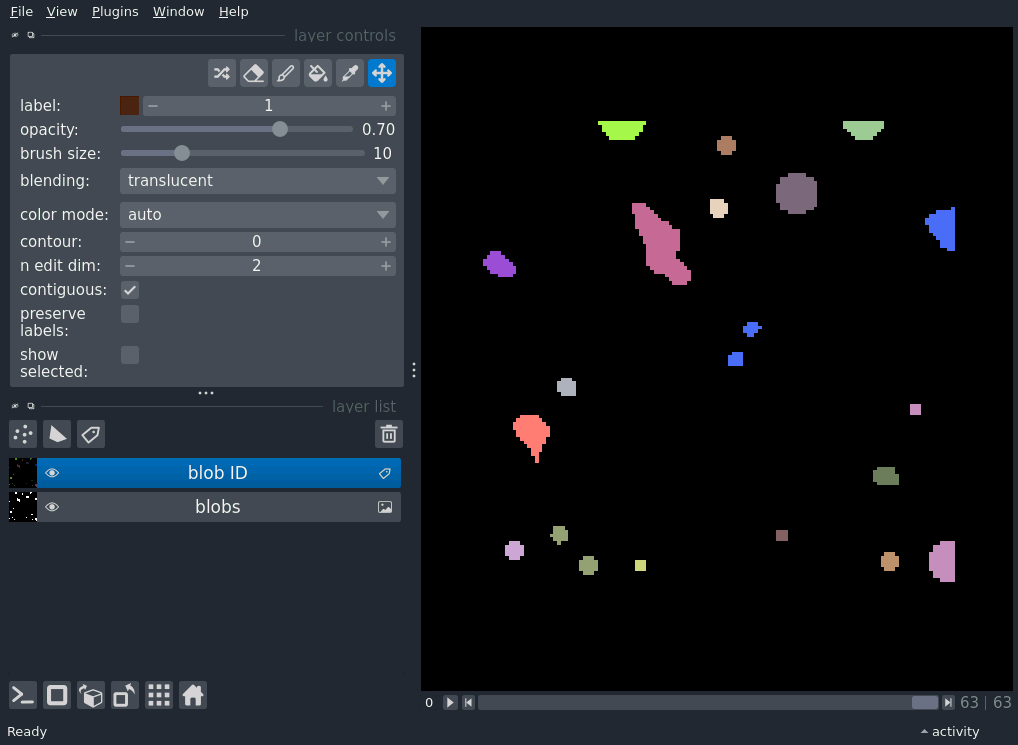 File View Plugins Window Help
layer controls
label: 1
opacity: 0.70
brush size: 10
blending: translucent
color mode: auto
contour: 0
n edit dim: 2
contiguous:
preserve
labels:
show
selected:
layer list
blob ID
blobs
0 63 | 63
Ready activity